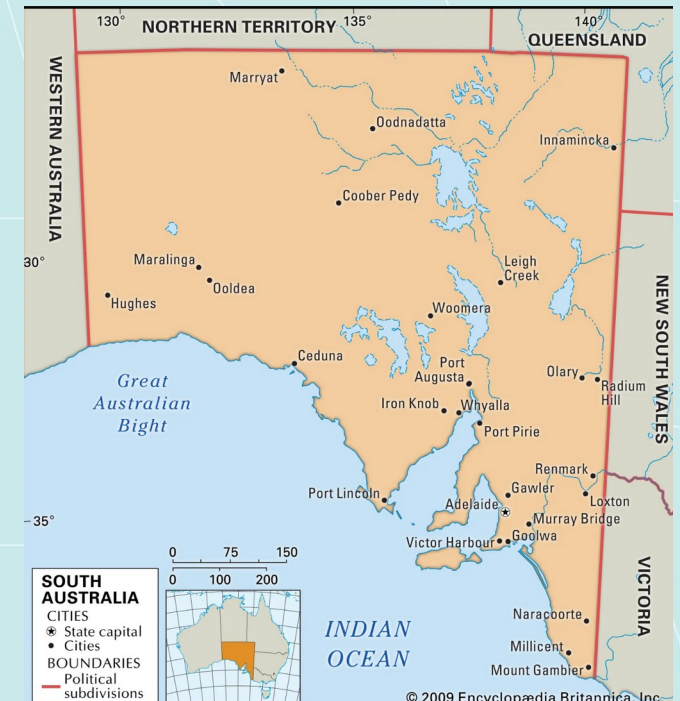 130°
135°
140°
NORTHERN TERRITORY
QUEENSLAND
WESTERN AUSTRALIA
Marryat
Oodnadatta
Innamincka
Coober Pedy
30°
Maralinga
Ooldea
Hughes
Leigh
Creek
Woomera
NEW SOUTH WALES
Ceduna
Port
Augusta
Olary
Radium
Hill
Great
Australian
Bight
Iron Knob
Whyalla
Port Pirie
Renmark
Port Lincoln
Gawler
Adelaide
Loxton
35°
Murray Bridge
Victor Harbour
Goolwa
VICTORIA
0 75 150
0 100 200
SOUTH
AUSTRALIA
CITIES
State capital
Cities
BOUNDARIES
Political
subdivisions
INDIAN
OCEAN
Naracoorte
Millicent
Mount Gambier
© 2009 Encyclopædia Britannica, Inc.